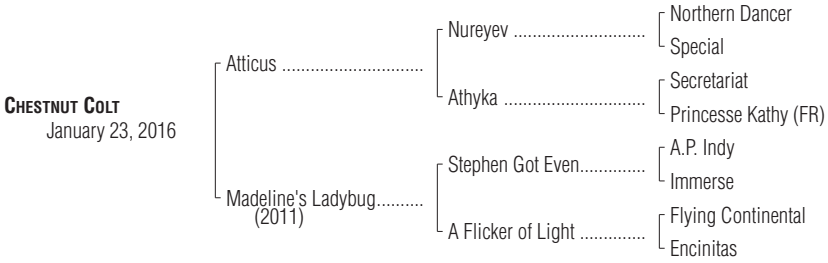 Northern Dancer
Nureyev ............................
Special
Atticus ..............................
Secretariat
Athyka ..............................
Princesse Kathy (FR)
CHESTNUT COLT
January 23, 2016
A.P. Indy
Stephen Got Even..............
Immerse
Madeline's Ladybug..........
(2011)
Flying Continental
A Flicker of Light ..............
Encinitas